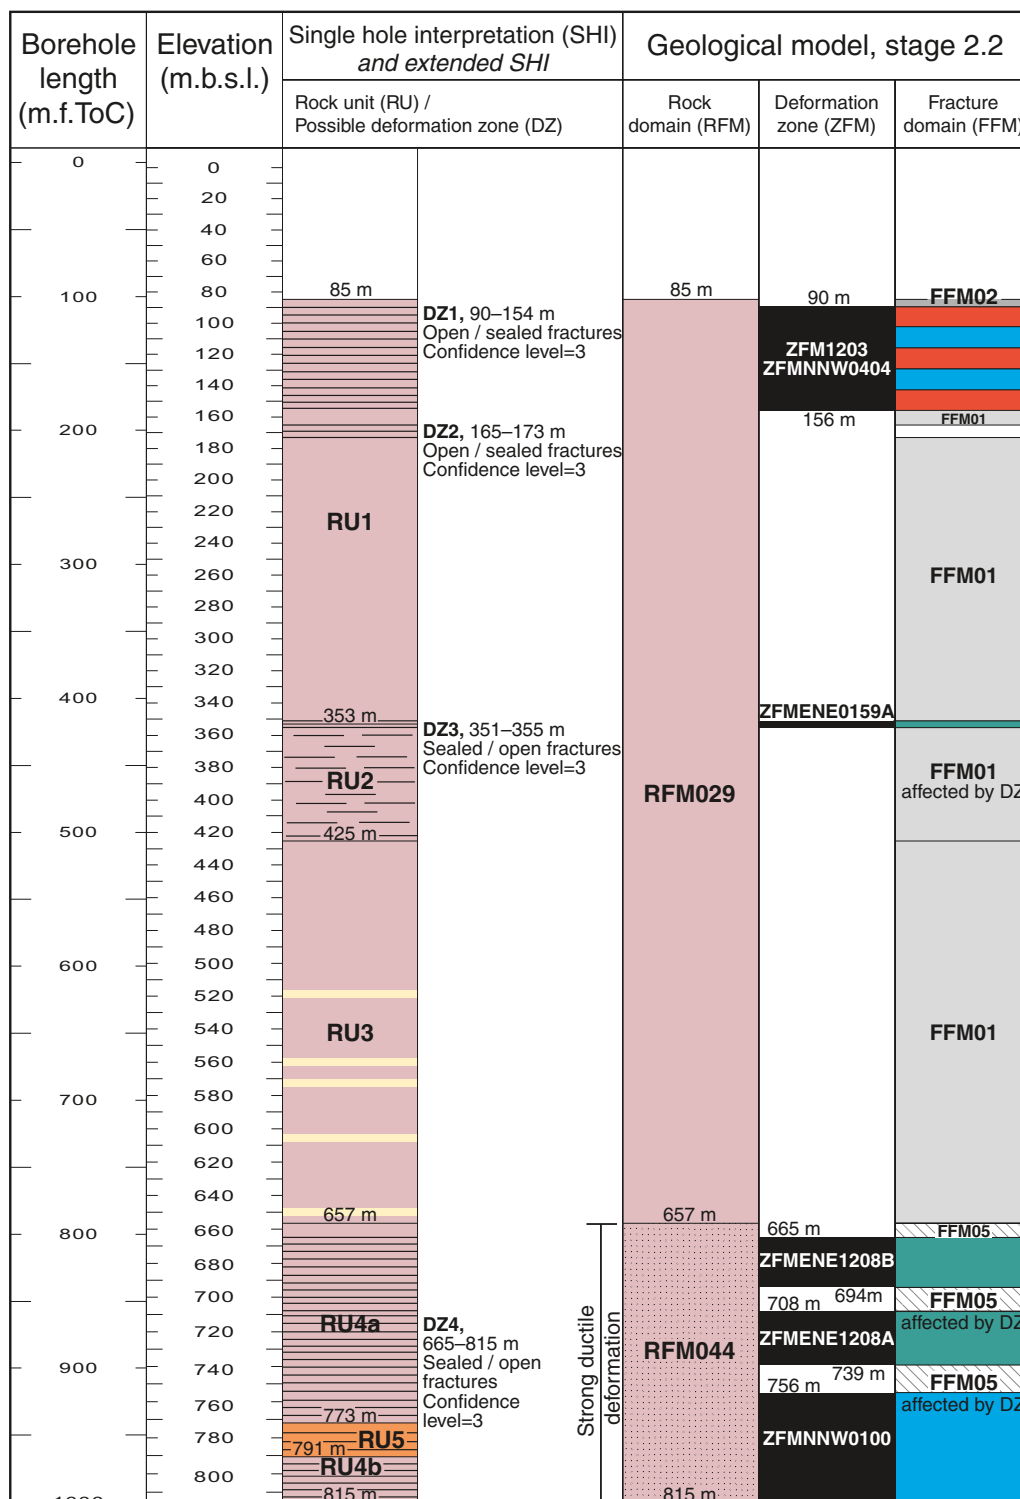 Borehole
length
(m.f.ToC)
Elevation
(m.b.s.l.)
Single hole interpretation (SHI)
and extended SHI
Geological model, stage 2.2
Rock unit (RU) /
Possible deformation zone (DZ)
Rock
domain (RFM)
Deformation
zone (ZFM)
Fracture
domain (FFM)
0
100
200
300
400
500
600
700
800
900
0
20
40
60
80
100
120
140
160
180
200
220
240
260
280
300
320
340
360
380
400
420
440
460
480
500
520
540
560
580
600
620
640
660
680
700
720
740
760
780
800
85 m
RU1
353 m
RU2
425 m
RU3
657 m
RU4a
773 m
RU5
791 m
RU4b
815 m
DZ1, 90–154 m
Open / sealed fractures
Confidence level=3
DZ2, 165–173 m
Open / sealed fractures
Confidence level=3
DZ3, 351–355 m
Sealed / open fractures
Confidence level=3
DZ4,
665–815 m
Sealed / open
fractures
Confidence
level=3
Strong ductile
deformation
85 m
RFM029
657 m
RFM044
815 m
90 m
ZFM1203
ZFMNNW0404
156 m
ZFMENE0159A
665 m
ZFMENE1208B
694m
708 m
ZFMENE1208A
739 m
756 m
ZFMNNW0100
FFM02
FFM01
FFM01
FFM01
affected by DZ
FFM01
FFM05
FFM05
affected by DZ
FFM05
affected by DZ